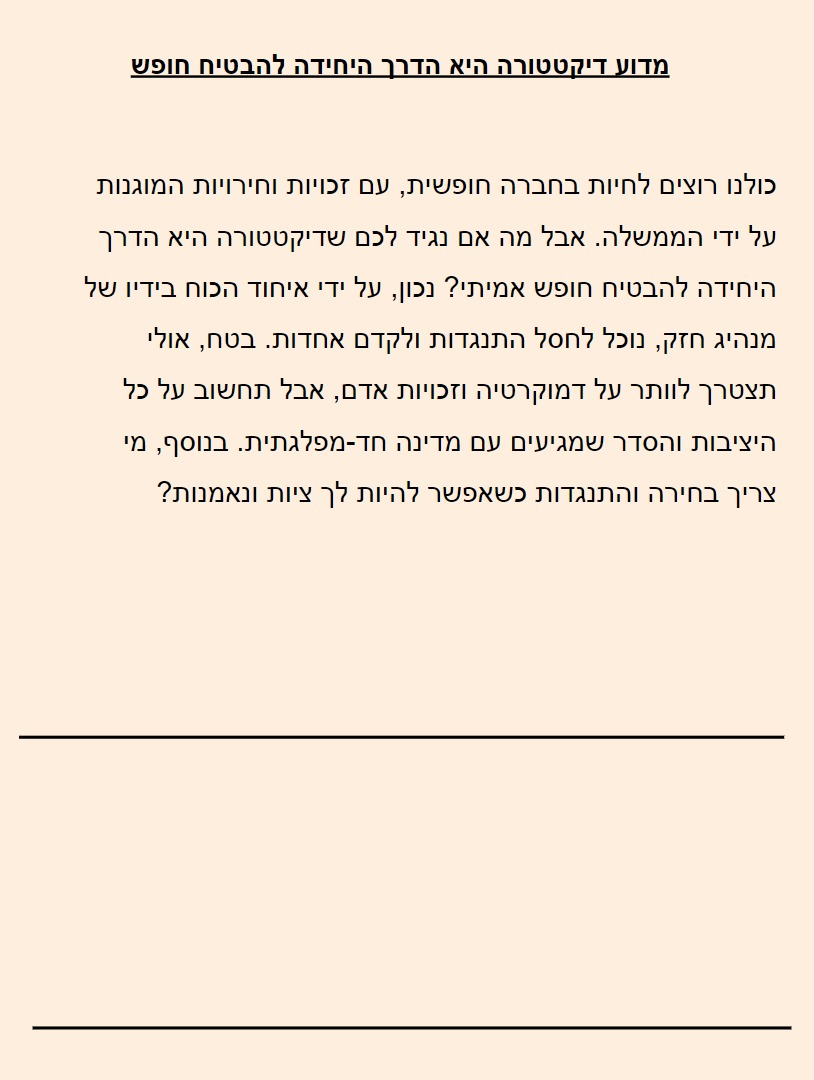 מדוע דיקטטורה היא הדרך היחידה להבטיח חופש
כולנו רוצים לחיות בחברה חופשית, עם זכויות וחירויות המוגנות
על ידי הממשלה. אבל מה אם נגיד לכם שדיקטטורה היא הדרך
היחידה להבטיח חופש אמיתי? נכון, על ידי איחוד הכוח בידיו של
מנהיג חזק, נוכל לחסל התנגדות ולקדם אחדות. בטח, אולי
תצטרך לוותר על דמוקרטיה וזכויות אדם, אבל תחשוב על כל
היציבות והסדר שמגיעים עם מדינה חד-מפלגתית. בנוסף, מי
צריך בחירה והתנגדות כשאפשר להיות לך ציות ונאמנות?